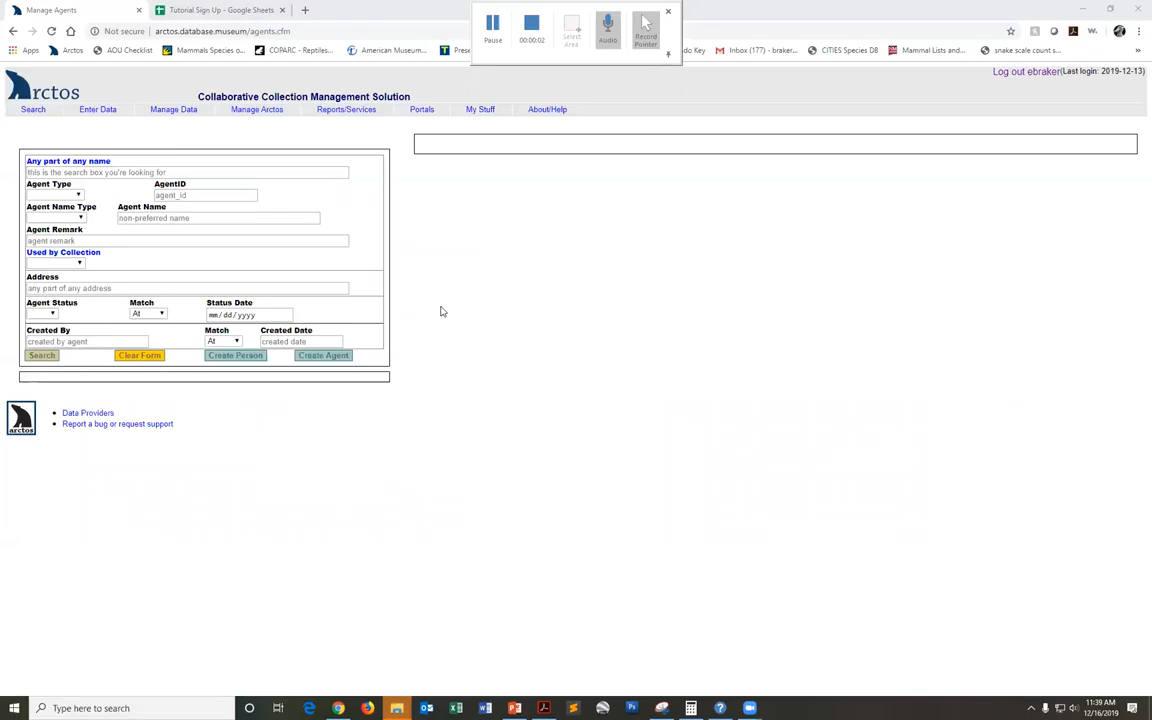 Manage Agents
Tutorial Sign Up - Google Sheets
Not secure | arctos.database.museum/agents.cfm
Apps
Arctos
AOU Checklist
Mammals Species o...
COPARC - Reptiles...
American Museum...
Prese
do Key
Inbox (177) - braker...
CITIES Species DB
Mammal Lists and...
snake scale count s...
Pause
00:00:02
Select Area
Audio
Record Pointer
Log out ebraker(Last login: 2019-12-13)
arctos
Collaborative Collection Management Solution
Search
Enter Data
Manage Data
Manage Arctos
Reports/Services
Portals
My Stuff
About/Help
Any part of any name
this is the search box you're looking for
Agent Type
AgentID
agent_id
Agent Name Type
Agent Name
non-preferred name
Agent Remark
agent remark
Used by Collection
Address
any part of any address
Agent Status
Match
Status Date
At
mm/dd/yyyy
Created By
Match
Created Date
created by agent
At
created date
Search
Clear Form
Create Person
Create Agent
arctos
Data Providers
Report a bug or request support
Type here to search
11:39 AM
12/16/2019